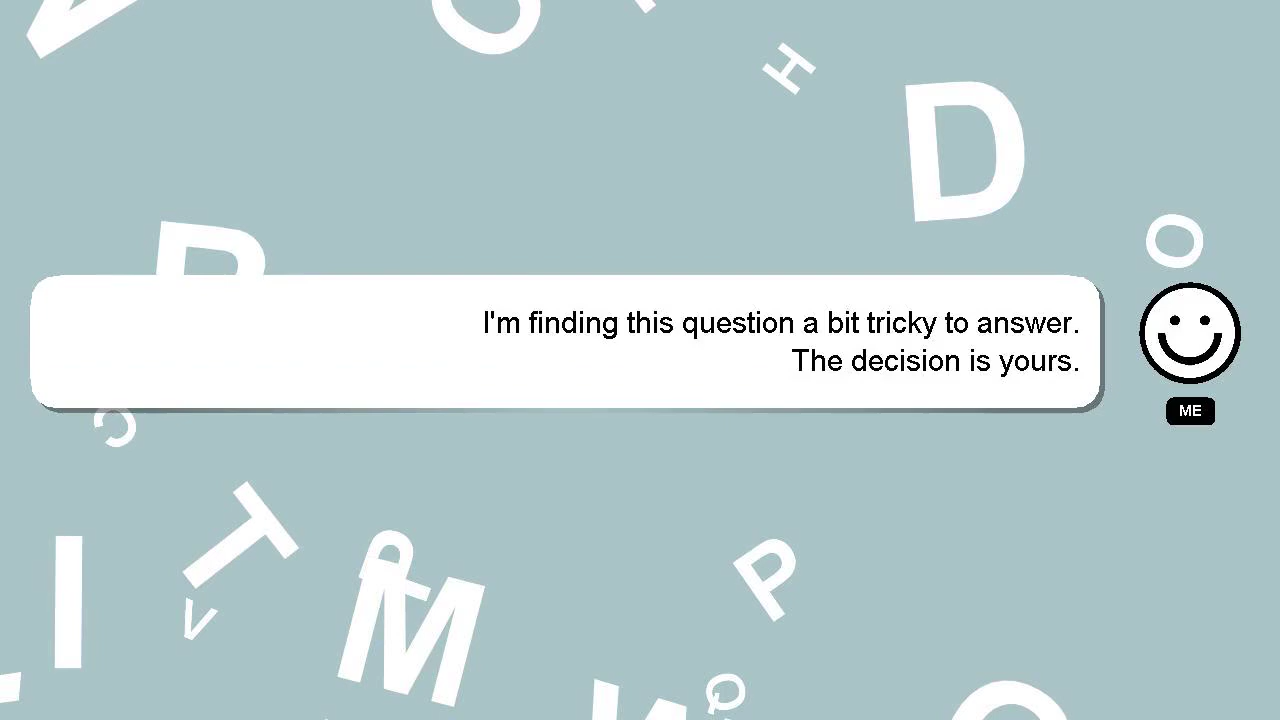 H
D
O
I'm finding this question a bit tricky to answer.
The decision is yours.
ME
C
T
I
V
P
M
P
Q